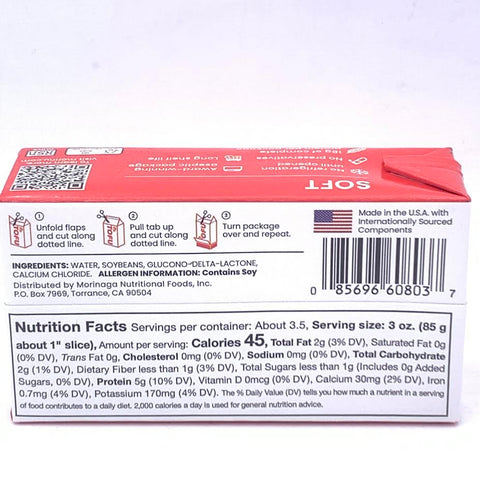 To learn more,
visit morinu.com
Long shelf life
Award-winning
aseptic package
18g of complete
No preservatives
No refrigeration
until opened
SOFT
1
Unfold flaps
and cut along
dotted line.
2
Pull tab up
and cut along
dotted line.
3
Turn package
over and repeat.
Made in the U.S.A. with
Internationally Sourced
Components
INGREDIENTS: WATER, SOYBEANS, GLUCONO-DELTA-LACTONE,
CALCIUM CHLORIDE. ALLERGEN INFORMATION: Contains Soy
Distributed by Morinaga Nutritional Foods, Inc.
P.O. Box 7969, Torrance, CA 90504
0 85696 60803 7
Nutrition Facts Servings per container: About 3.5, Serving size: 3 oz. (85 g
about 1" slice), Amount per serving: Calories 45, Total Fat 2g (3% DV), Saturated Fat 0g
(0% DV), Trans Fat 0g, Cholesterol 0mg (0% DV), Sodium 0mg (0% DV), Total Carbohydrate
2g (1% DV), Dietary Fiber less than 1g (3% DV), Total Sugars less than 1g (Includes 0g Added
Sugars, 0% DV), Protein 5g (10% DV), Vitamin D 0mcg (0% DV), Calcium 30mg (2% DV), Iron
0.7mg (4% DV), Potassium 170mg (4% DV). The % Daily Value (DV) tells you how much a nutrient in a serving
of food contributes to a daily diet. 2,000 calories a day is used for general nutrition advice.